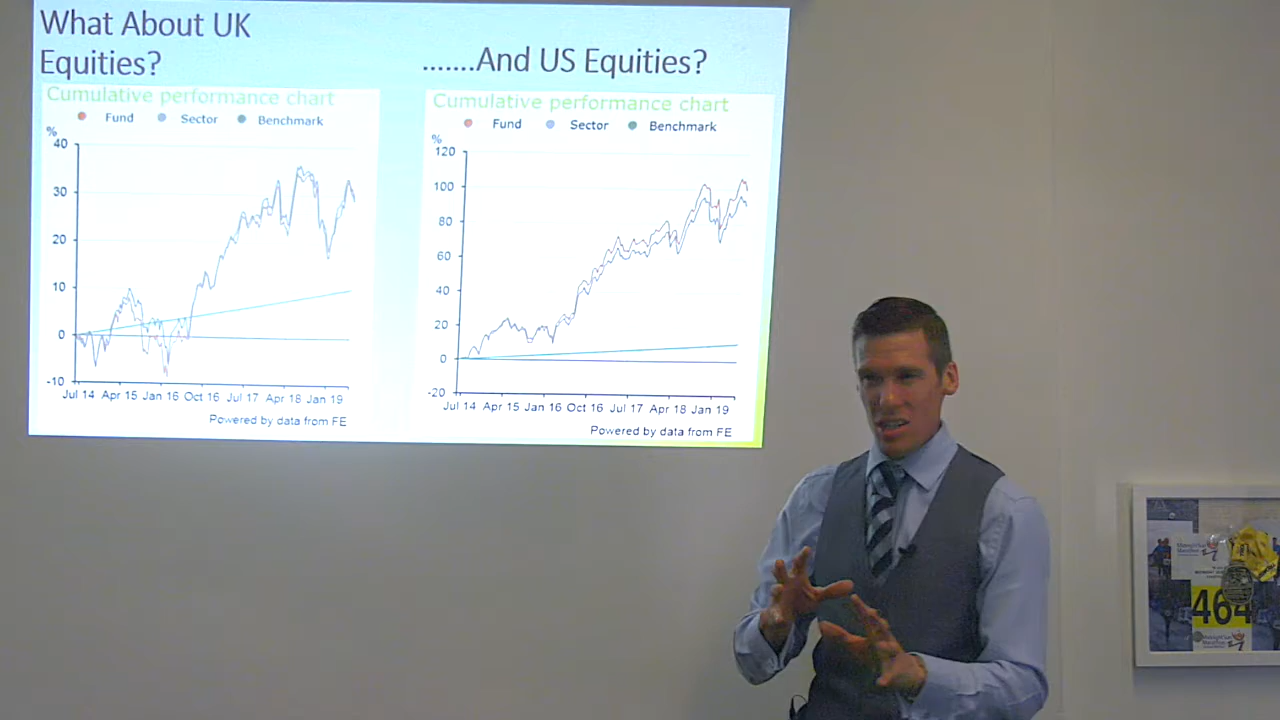 What About UK
Equities?
.......And US Equities?
Cumulative performance chart
Fund Sector Benchmark
%
40
30
20
10
0
-10
Jul 14 Apr 15 Jan 16 Oct 16 Jul 17 Apr 18 Jan 19
Powered by data from FE
Cumulative performance chart
Fund Sector Benchmark
%
120
100
80
60
40
20
0
-20
Jul 14 Apr 15 Jan 16 Oct 16 Jul 17 Apr 18 Jan 19
Powered by data from FE
464